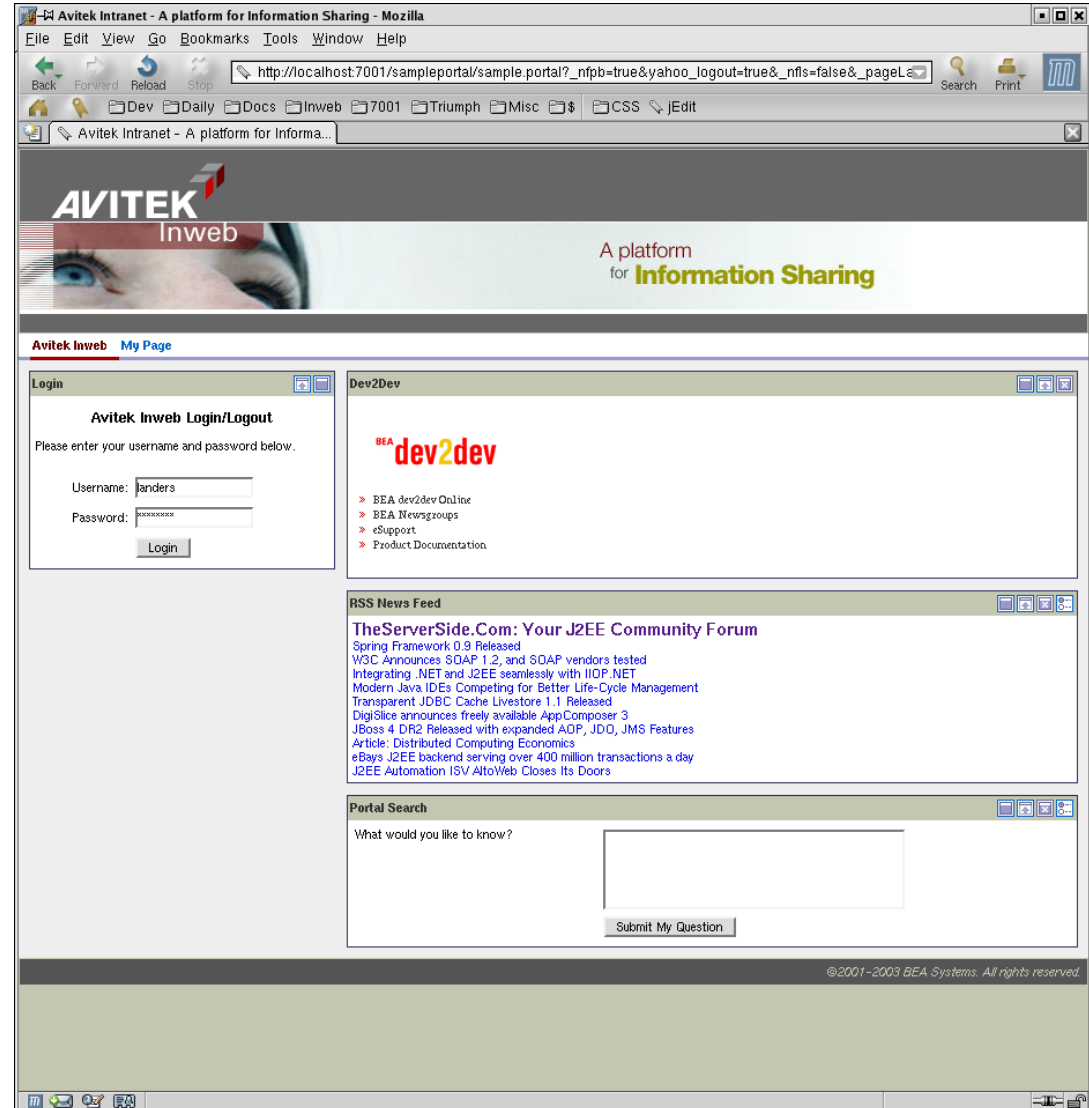 Avitek Intranet - A platform for Information Sharing - Mozilla
File Edit View Go Bookmarks Tools Window Help
Back Forward Reload Stop http://localhost:7001/sampleportal/sample.portal?_nfpb=true&yahoo_logout=true&_nfls=false&_pageLa Search Print
Dev Daily Docs Inweb 7001 Triumph Misc $ CSS jEdit
Avitek Intranet - A platform for Informa...
AVITEK
Inweb
A platform
for Information Sharing
Avitek Inweb My Page
Login
Avitek Inweb Login/Logout
Please enter your username and password below.
Username: landers
Password: ********
Login
Dev2Dev
BEA dev2dev
» BEA dev2dev Online
» BEA Newsgroups
» eSupport
» Product Documentation
RSS News Feed
TheServerSide.Com: Your J2EE Community Forum
Spring Framework 0.9 Released
W3C Announces SOAP 1.2, and SOAP vendors tested
Integrating .NET and J2EE seamlessly with IIOP.NET
Modern Java IDEs Competing for Better Life-Cycle Management
Transparent JDBC Cache Livestore 1.1 Released
DigiSlice announces freely available AppComposer 3
JBoss 4 DR2 Released with expanded AOP, JDO, JMS Features
Article: Distributed Computing Economics
eBays J2EE backend serving over 400 million transactions a day
J2EE Automation ISV AltoWeb Closes Its Doors
Portal Search
What would you like to know?
Submit My Question
©2001-2003 BEA Systems. All rights reserved.